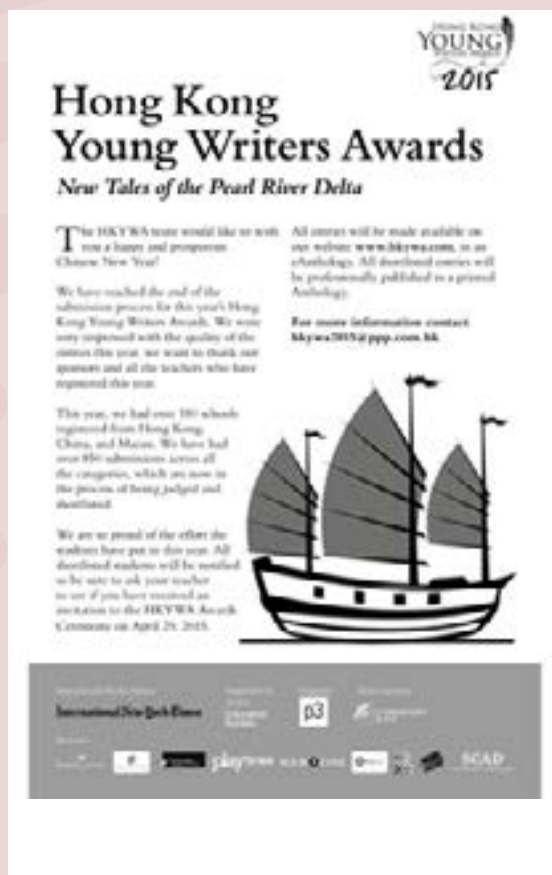 HONG KONG
YOUNG
2015
Hong Kong
Young Writers Awards
New Tales of the Pearl River Delta
The HKYWA team would like to wish
you a happy and prosperous
Chinese New Year!
We have reached the end of the
submission process for this year's Hong
Kong Young Writers Awards. We were
very impressed with the quality of the
entries this year, we want to thank our
sponsors and all the teachers who have
registered this year.
This year, we had over schools
registered from Hong Kong,
China, and Macau. We have had
over submissions across all
the categories, which are now in
the process of being judged and
shortlisted.
We are so proud of the effort the
students have put in this year. All
shortlisted students will be notified
so be sure to ask your teacher
to see if you have received an
invitation to the HKYWA Awards
Ceremony on April 2015.
All entries will be made available on
our website www.hkywa.com, in an
eAnthology. All shortlisted entries will
be professionally published in a printed
Anthology.
For more information contact
hkywa2015@ppp.com.hk
International New York Times
p3
playtimes
SCAD